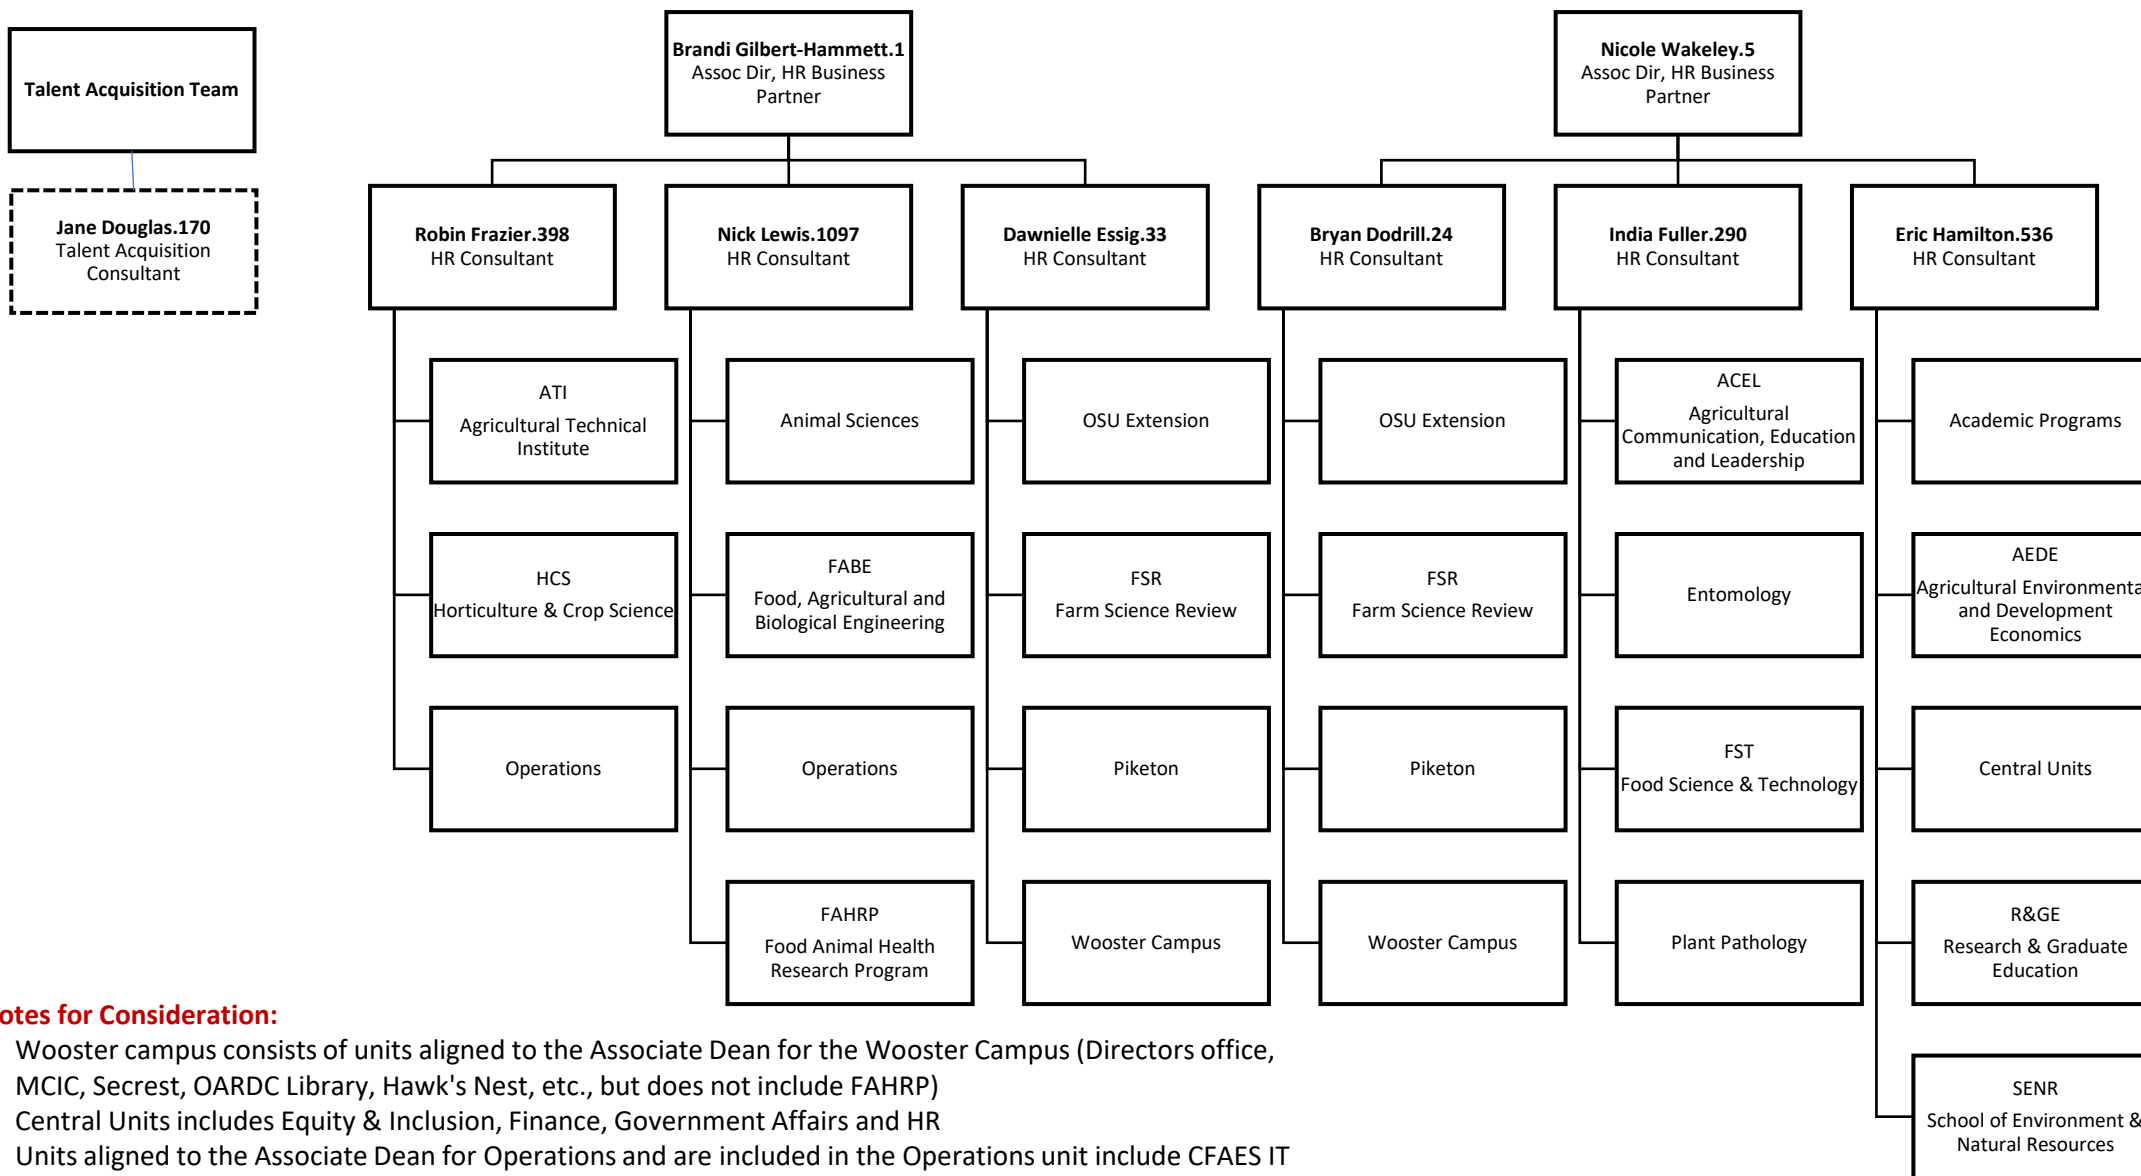 Talent Acquisition Team
Jane Douglas.170
Talent Acquisition
Consultant
Brandi Gilbert-Hammett.1
Assoc Dir, HR Business
Partner
Nicole Wakeley.5
Assoc Dir, HR Business
Partner
Robin Frazier.398
HR Consultant
Nick Lewis.1097
HR Consultant
Dawnielle Essig.33
HR Consultant
Bryan Dodrill.24
HR Consultant
India Fuller.290
HR Consultant
Eric Hamilton.536
HR Consultant
ATI
Agricultural Technical
Institute
HCS
Horticulture & Crop Science
Operations
Animal Sciences
FABE
Food, Agricultural and
Biological Engineering
Operations
FAHRP
Food Animal Health
Research Program
OSU Extension
FSR
Farm Science Review
Piketon
Wooster Campus
OSU Extension
FSR
Farm Science Review
Piketon
Wooster Campus
ACEL
Agricultural
Communication, Education
and Leadership
Entomology
FST
Food Science & Technology
Plant Pathology
Academic Programs
AEDE
Agricultural Environmenta
and Development
Economics
Central Units
R&GE
Research & Graduate
Education
SENR
School of Environment &
Natural Resources
otes for Consideration:
Wooster campus consists of units aligned to the Associate Dean for the Wooster Campus (Directors office,
MCIC, Secrest, OARDC Library, Hawk's Nest, etc., but does not include FAHRP)
Central Units includes Equity & Inclusion, Finance, Government Affairs and HR
Units aligned to the Associate Dean for Operations and are included in the Operations unit include CFAES IT